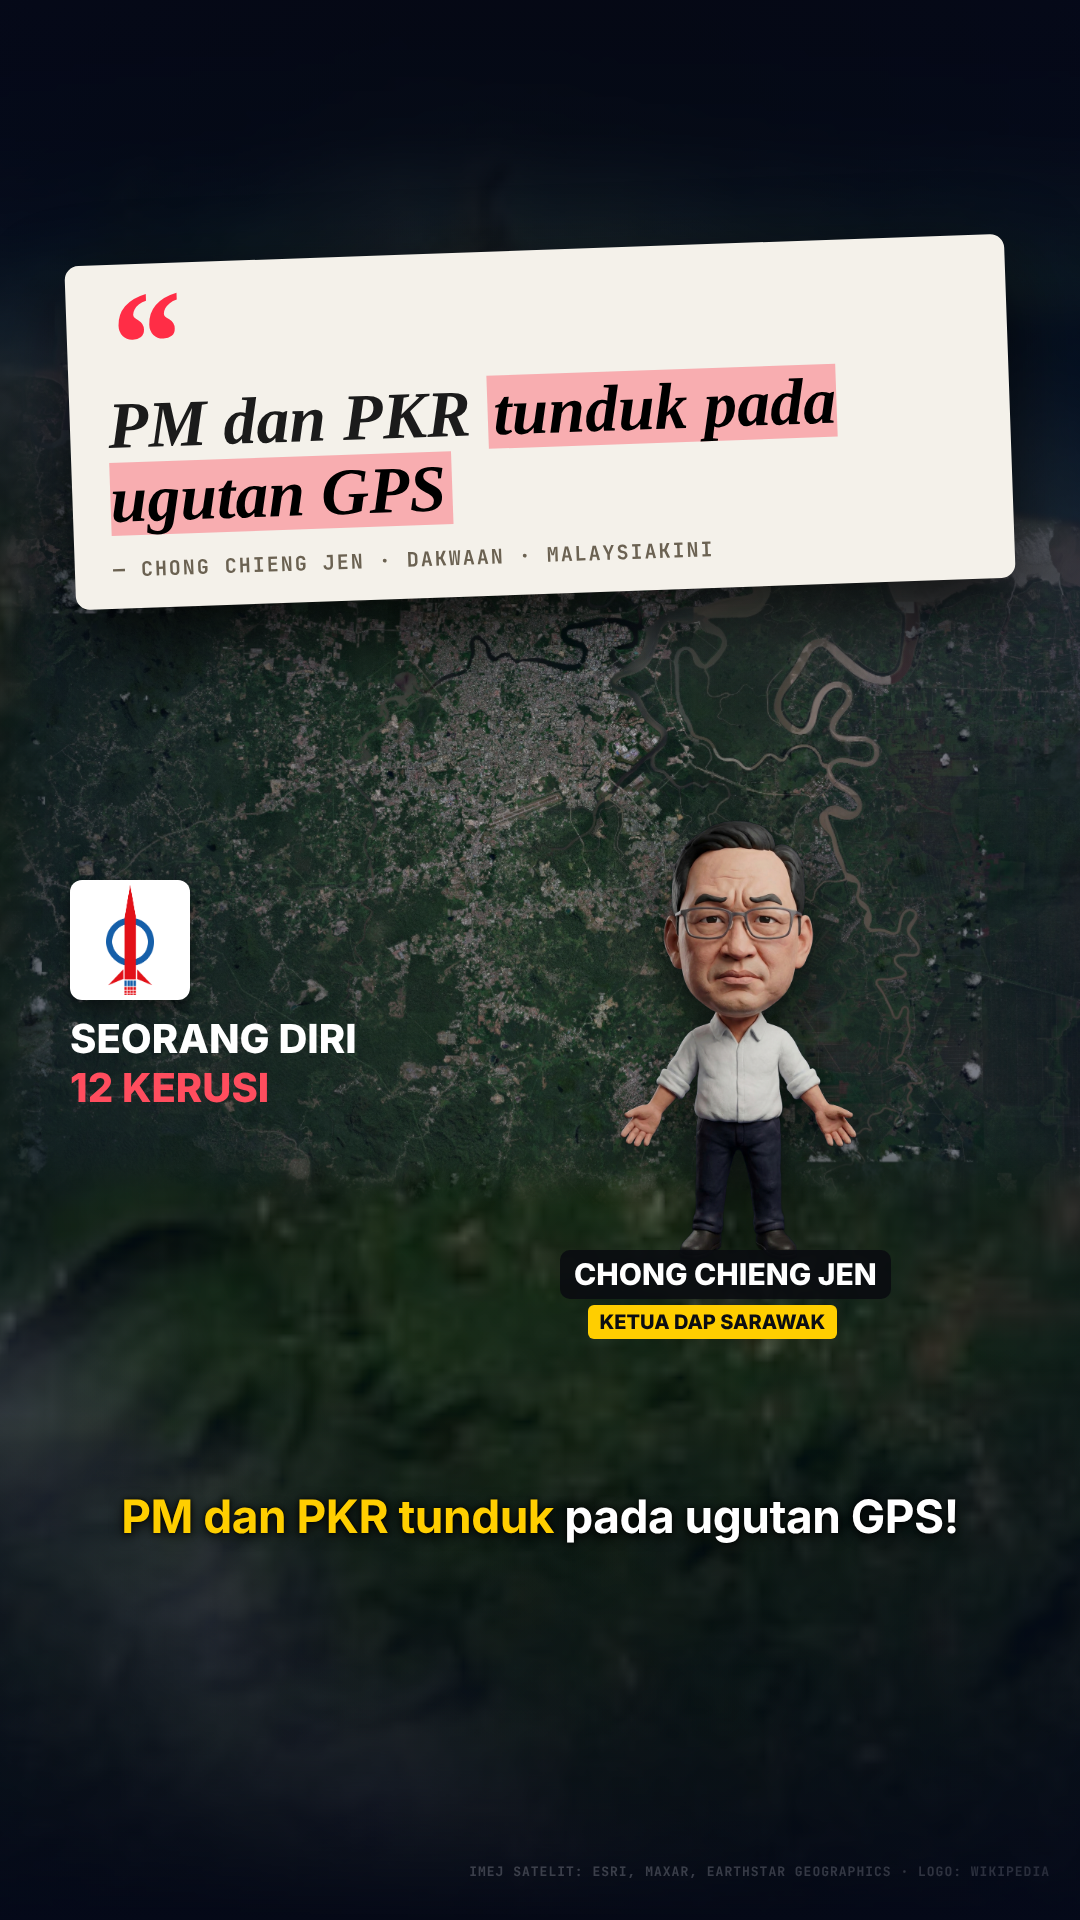 “
PM dan PKR tunduk pada
ugutan GPS
— CHONG CHIENG JEN · DAKWAAN · MALAYSIAKINI
SEORANG DIRI
12 KERUSI
CHONG CHIENG JEN
KETUA DAP SARAWAK
PM dan PKR tunduk pada ugutan GPS!
IMEJ SATELIT: ESRI, MAXAR, EARTHSTAR GEOGRAPHICS · LOGO: WIKIPEDIA